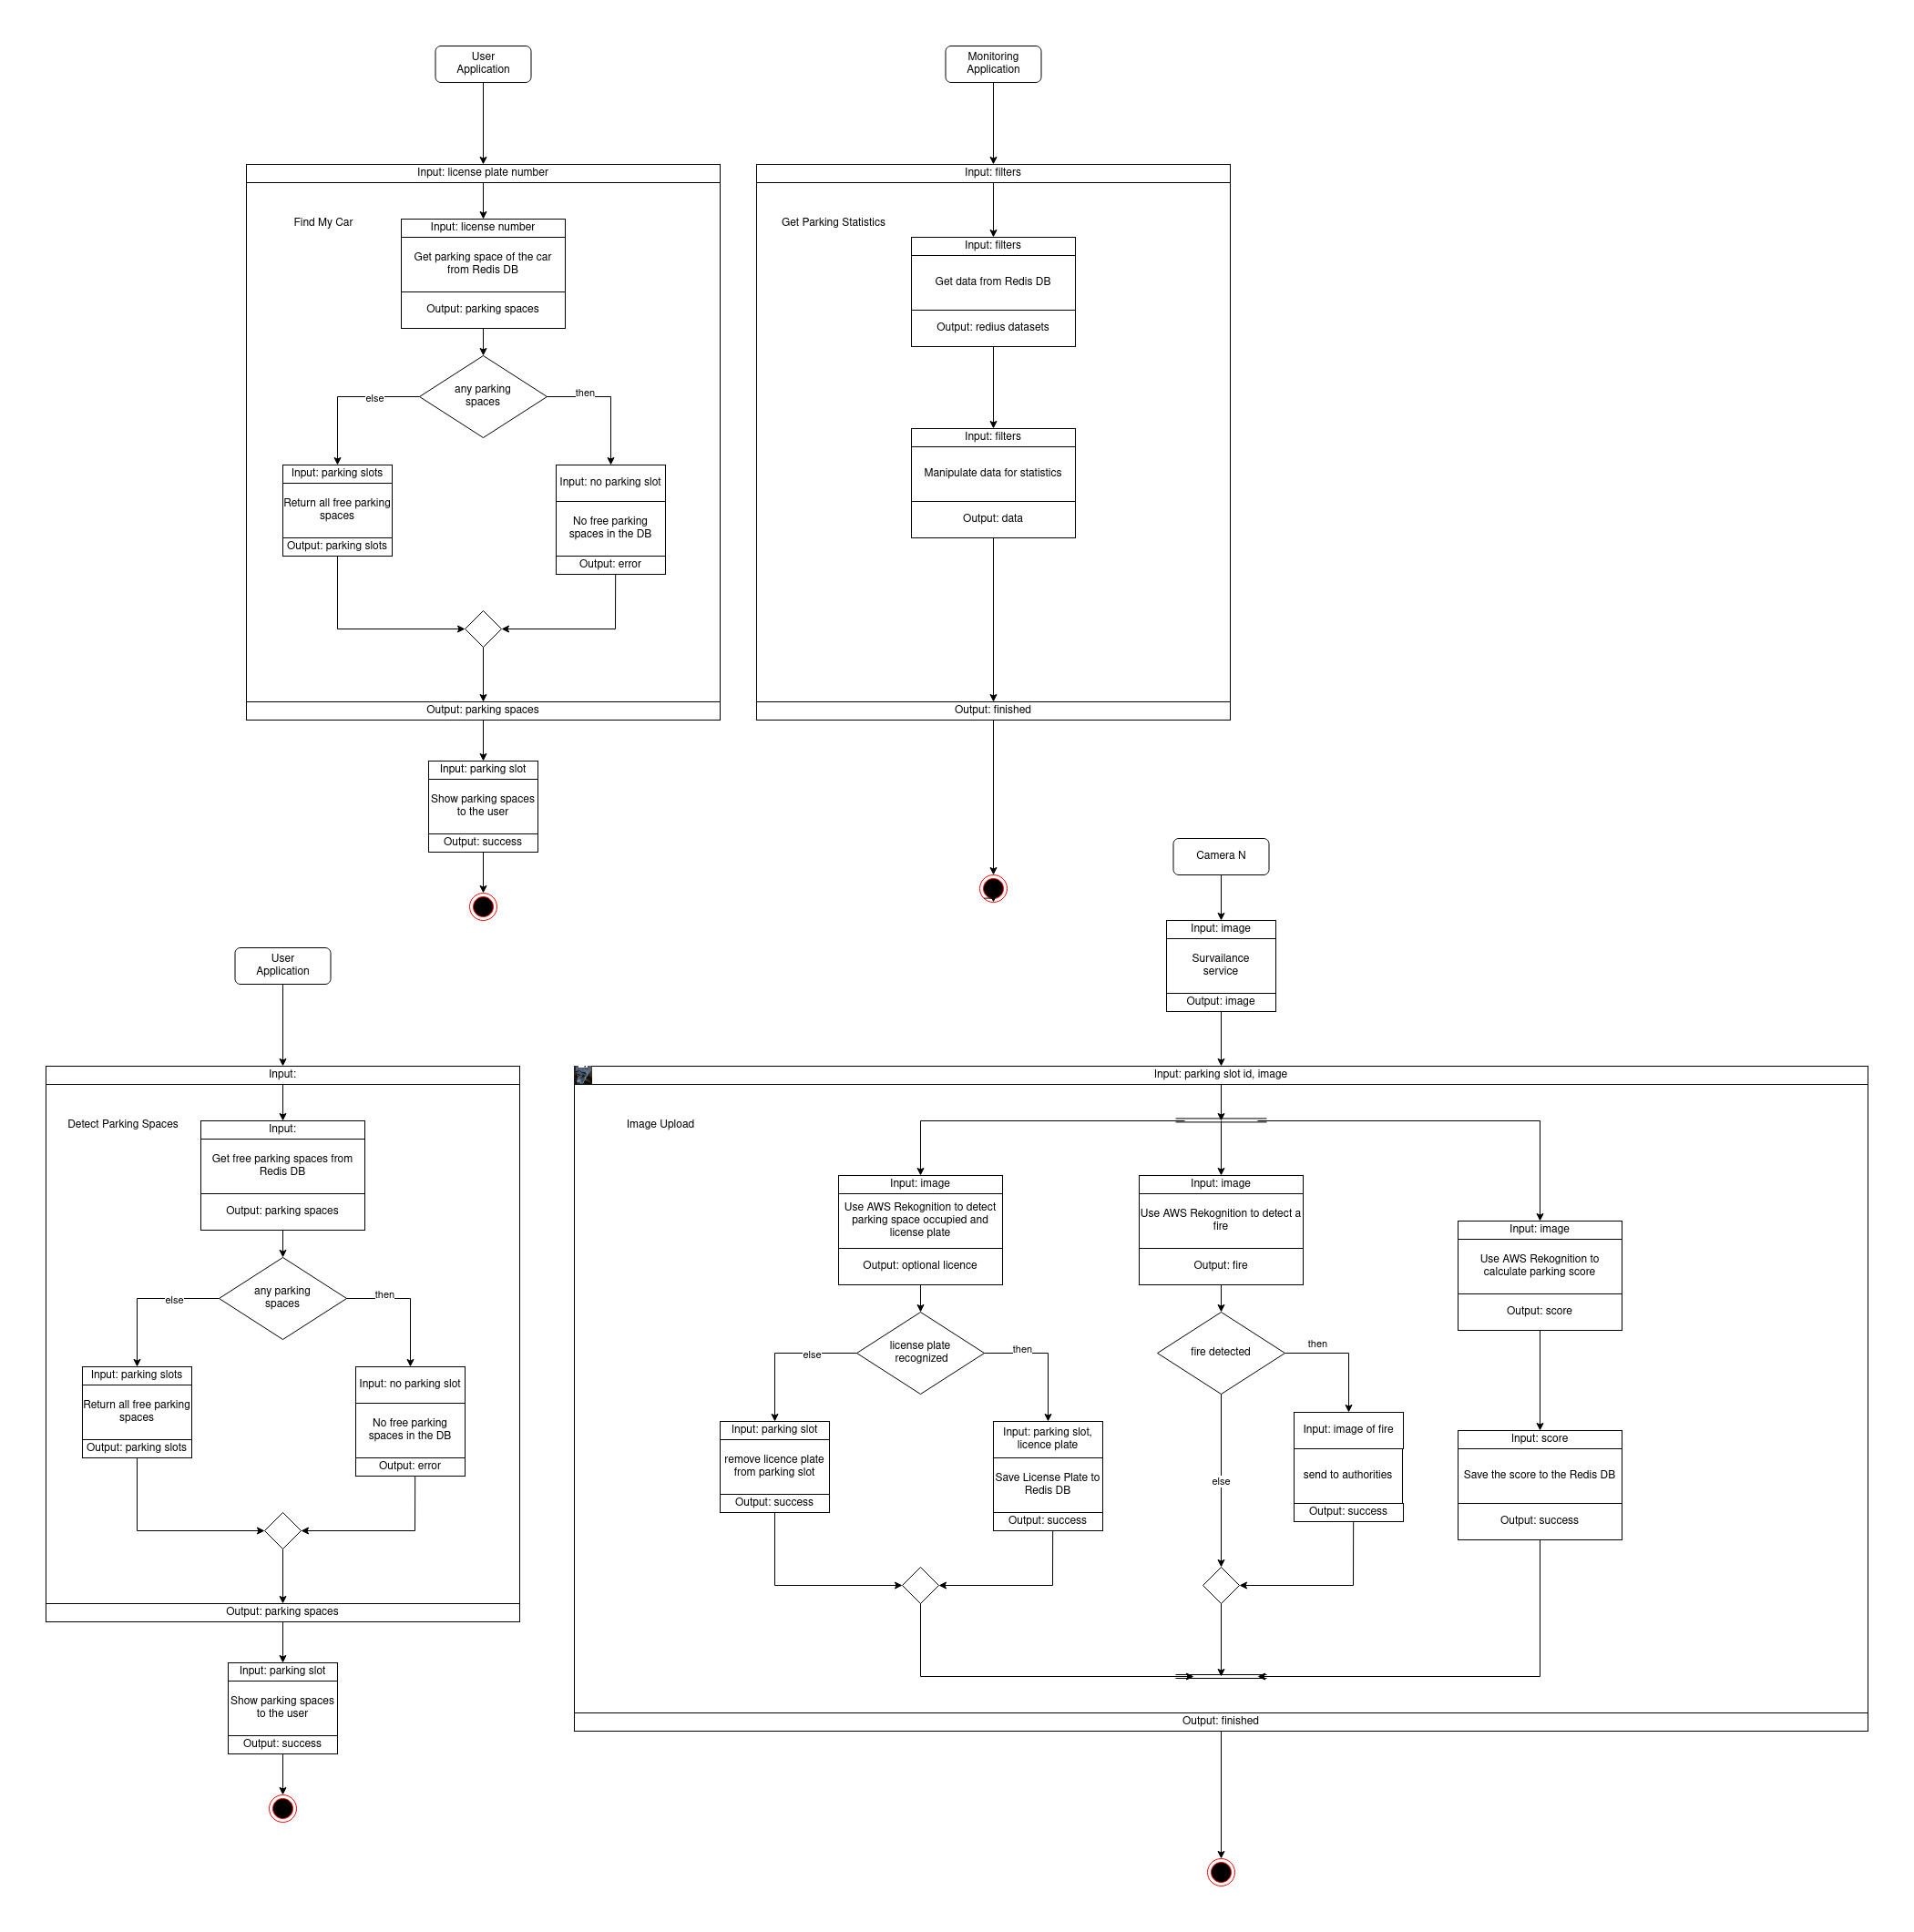 User
Application
Input: license plate number
Find My Car
Input: license number
Get parking space of the car
from Redis DB
Output: parking spaces
any parking
spaces
else
then
Input: parking slots
Return all free parking
spaces
Output: parking slots
Input: no parking slot
No free parking
spaces in the DB
Output: error
Output: parking spaces
Input: parking slot
Show parking spaces
to the user
Output: success
Monitoring
Application
Input: filters
Get Parking Statistics
Input: filters
Get data from Redis DB
Output: redius datasets
Input: filters
Manipulate data for statistics
Output: data
Output: finished
User
Application
Input:
Detect Parking Spaces
Input:
Get free parking spaces from
Redis DB
Output: parking spaces
any parking
spaces
else
then
Input: parking slots
Return all free parking
spaces
Output: parking slots
Input: no parking slot
No free parking
spaces in the DB
Output: error
Output: parking spaces
Input: parking slot
Show parking spaces
to the user
Output: success
Camera N
Input: image
Survailance
service
Output: image
Input: parking slot id, image
Image Upload
Input: image
Use AWS Rekognition to detect
parking space occupied and
license plate
Output: optional licence
license plate
recognized
else
then
Input: parking slot
remove licence plate
from parking slot
Output: success
Input: parking slot,
licence plate
Save License Plate to
Redis DB
Output: success
Input: image
Use AWS Rekognition to detect a
fire
Output: fire
fire detected
then
else
Input: image of fire
send to authorities
Output: success
Input: image
Use AWS Rekognition to
calculate parking score
Output: score
Input: score
Save the score to the Redis DB
Output: success
Output: finished